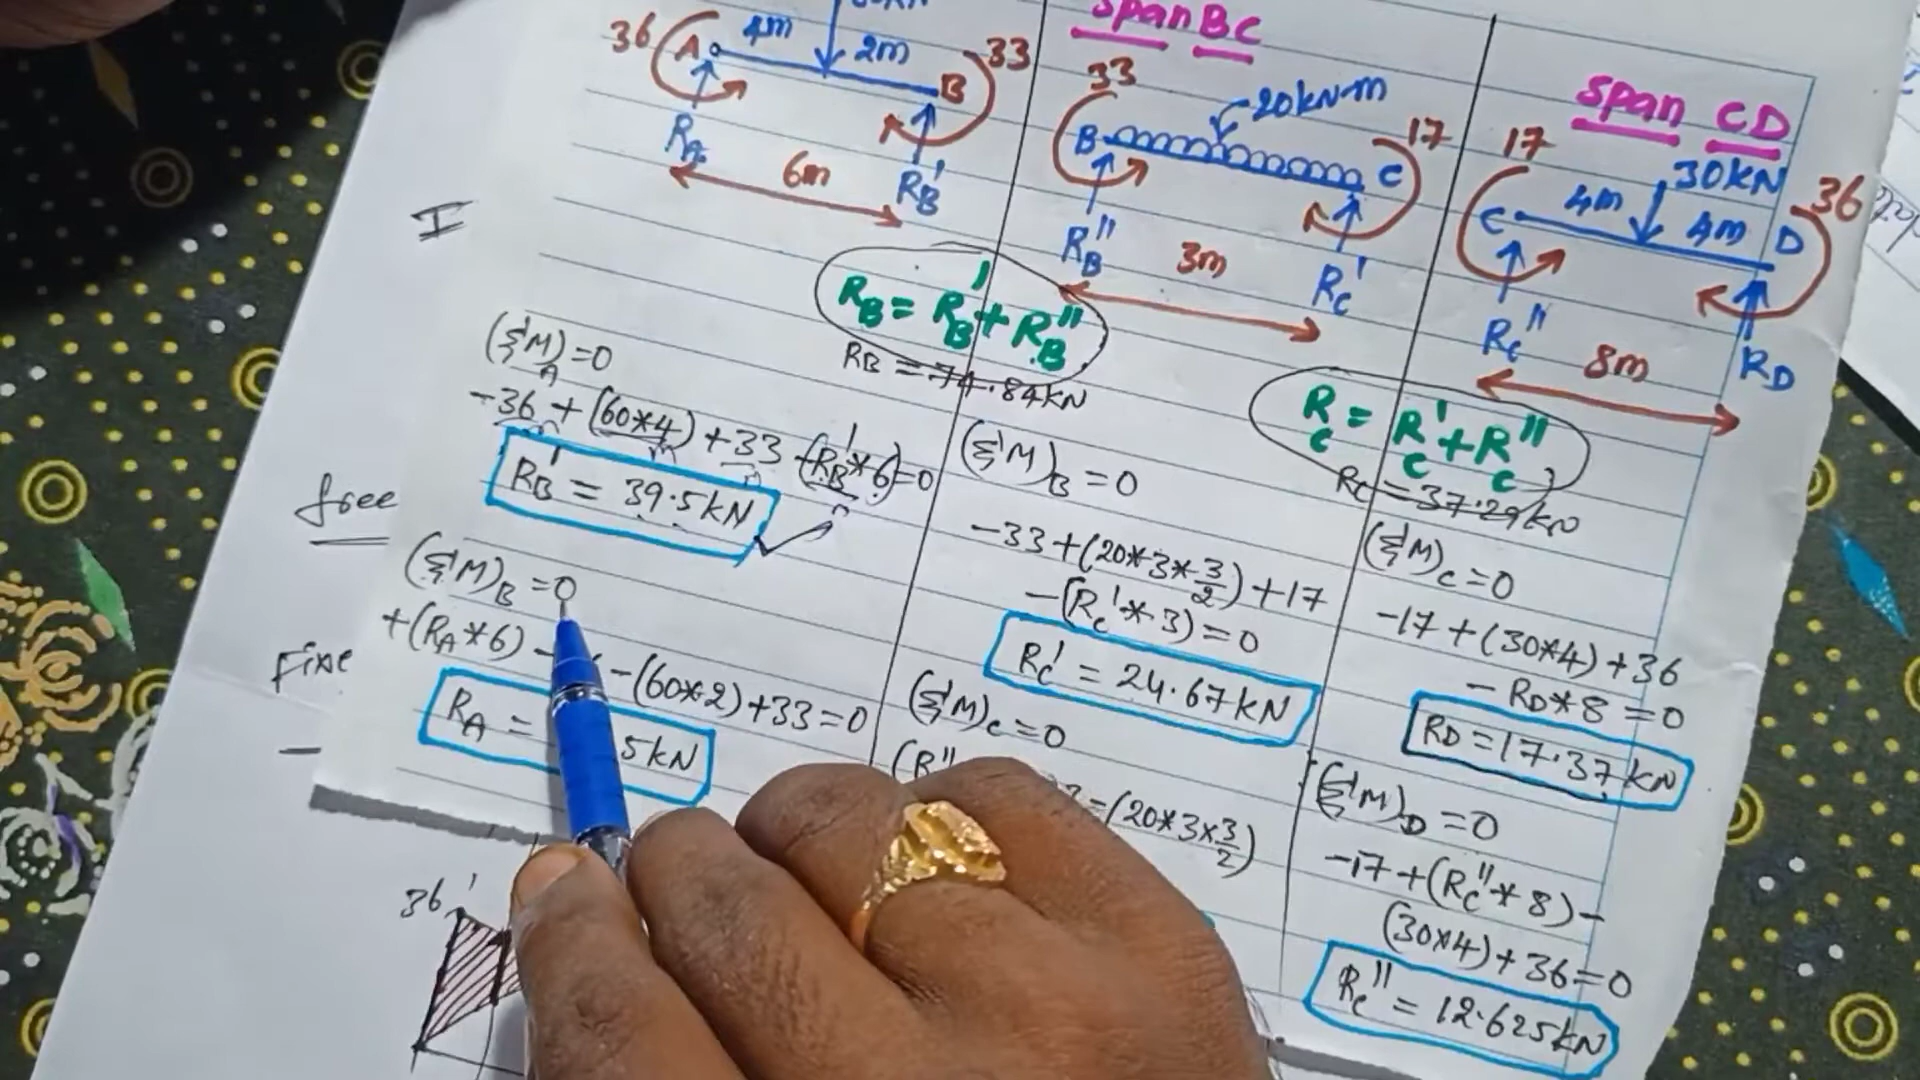 36 A 4m 2m B 33
RA 6m RB'
Span BC
33 20kN-m 17
B C
RB'' 3m RC'
Span CD
17 30KN 36
C 4m 4m D
RC'' 8m RD
I
RB = RB' + RB''
RB = 74.84kN
RC = RC' + RC''
RC = 37.29kN
(ΣM)A = 0
-36 + (60*4) + 33 - (RB'*6) = 0
RB' = 39.5kN
free
(ΣM)B = 0
+(RA*6) - -(60*2)+33=0
Fixe
RA = 5kN
36
(ΣM)B = 0
-33+(20*3*3/2)+17
-(RC'*3)=0
RC' = 24.67kN
(ΣM)C = 0
(R''
=(20*3*3/2)
(ΣM)C=0
-17+(30*4)+36
- RD*8 = 0
RD = 17.37 kN
(ΣM)D = 0
-17+(RC''*8)-
(30*4)+36=0
RC'' = 12.625kN